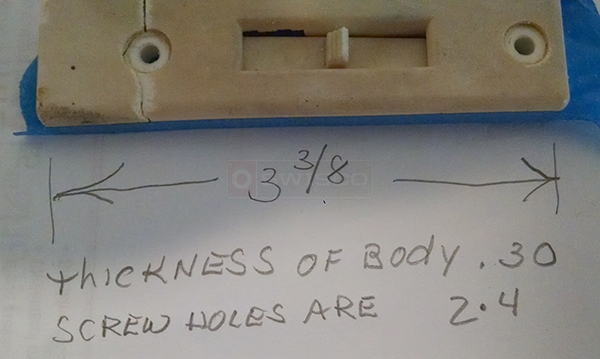 3 3/8
thickNESS OF Body .30
SCREW HOLES ARE 2.4